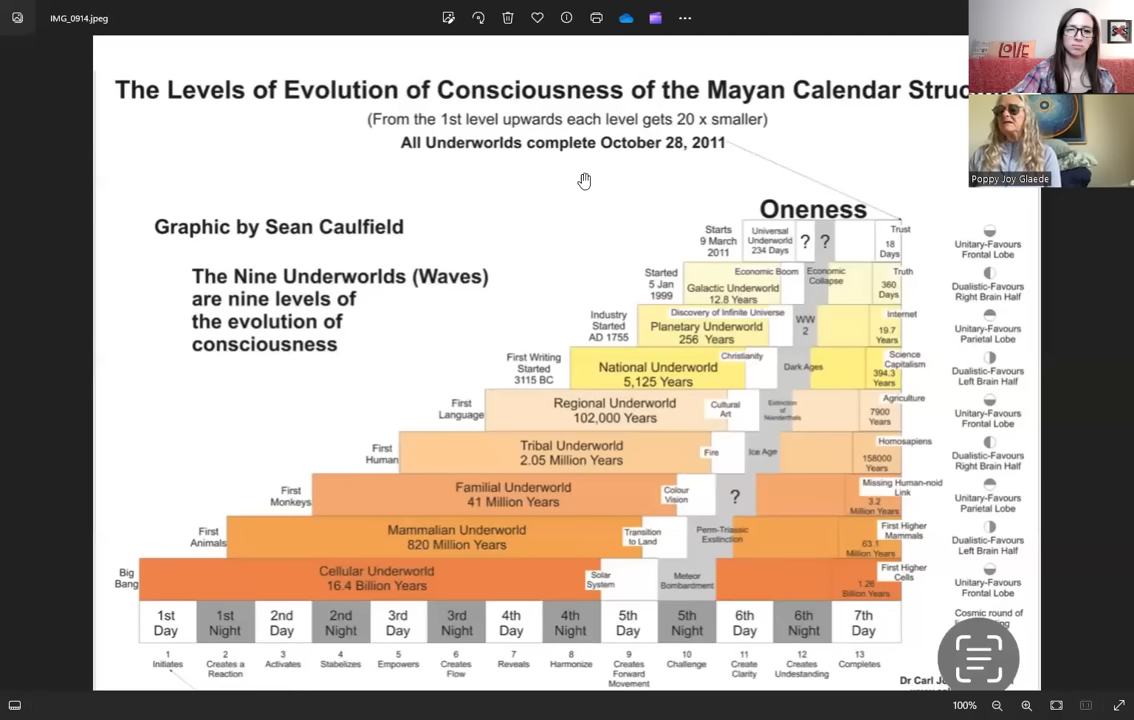 IMG_0914.jpeg
LOVE
Poppy Joy Glaede
The Levels of Evolution of Consciousness of the Mayan Calendar Struc
(From the 1st level upwards each level gets 20 x smaller)
All Underworlds complete October 28, 2011
Graphic by Sean Caulfield
The Nine Underworlds (Waves)
are nine levels of
the evolution of
consciousness
Oneness
Starts
9 March
2011
Universal
Underworld
234 Days
?
?
Trust
18
Days
Unitary-Favours
Frontal Lobe
Started
5 Jan
1999
Economic Boom
Galactic Underworld
12.8 Years
Economic
Collapse
Truth
360
Days
Dualistic-Favours
Right Brain Half
Industry
Started
AD 1755
Discovery of Infinite Universe
Planetary Underworld
256 Years
WW
2
Internet
19.7
Years
Unitary-Favours
Parietal Lobe
First Writing
Started
3115 BC
National Underworld
5,125 Years
Christianity
Dark Ages
Science
Capitalism
394.3
Years
Dualistic-Favours
Left Brain Half
First
Language
Regional Underworld
102,000 Years
Cultural
Art
Extinction
of
Neanderthals
Agriculture
7900
Years
Unitary-Favours
Frontal Lobe
First
Human
Tribal Underworld
2.05 Million Years
Fire
Ice Age
Homosapiens
158000
Years
Dualistic-Favours
Right Brain Half
First
Monkeys
Familial Underworld
41 Million Years
Colour
Vision
?
Missing Human-noid
Link
3.2
Million Years
Unitary-Favours
Parietal Lobe
First
Animals
Mammalian Underworld
820 Million Years
Transition
to Land
Perm-Triassic
Exstinction
First Higher
Mammals
63.1
Million Years
Dualistic-Favours
Left Brain Half
Big
Bang
Cellular Underworld
16.4 Billion Years
Solar
System
Meteor
Bombardment
First Higher
Cells
1.26
Billion Years
Unitary-Favours
Frontal Lobe
1st
Day
1st
Night
2nd
Day
2nd
Night
3rd
Day
3rd
Night
4th
Day
4th
Night
5th
Day
5th
Night
6th
Day
6th
Night
7th
Day
Cosmic round of
1
Initiates
2
Creates a
Reaction
3
Activates
4
Stabelizes
5
Empowers
6
Creates
Flow
7
Reveals
8
Harmonize
9
Creates
Forward
Movement
10
Challenge
11
Create
Clarity
12
Creates
Undestanding
13
Completes
Dr Carl Jo
100%